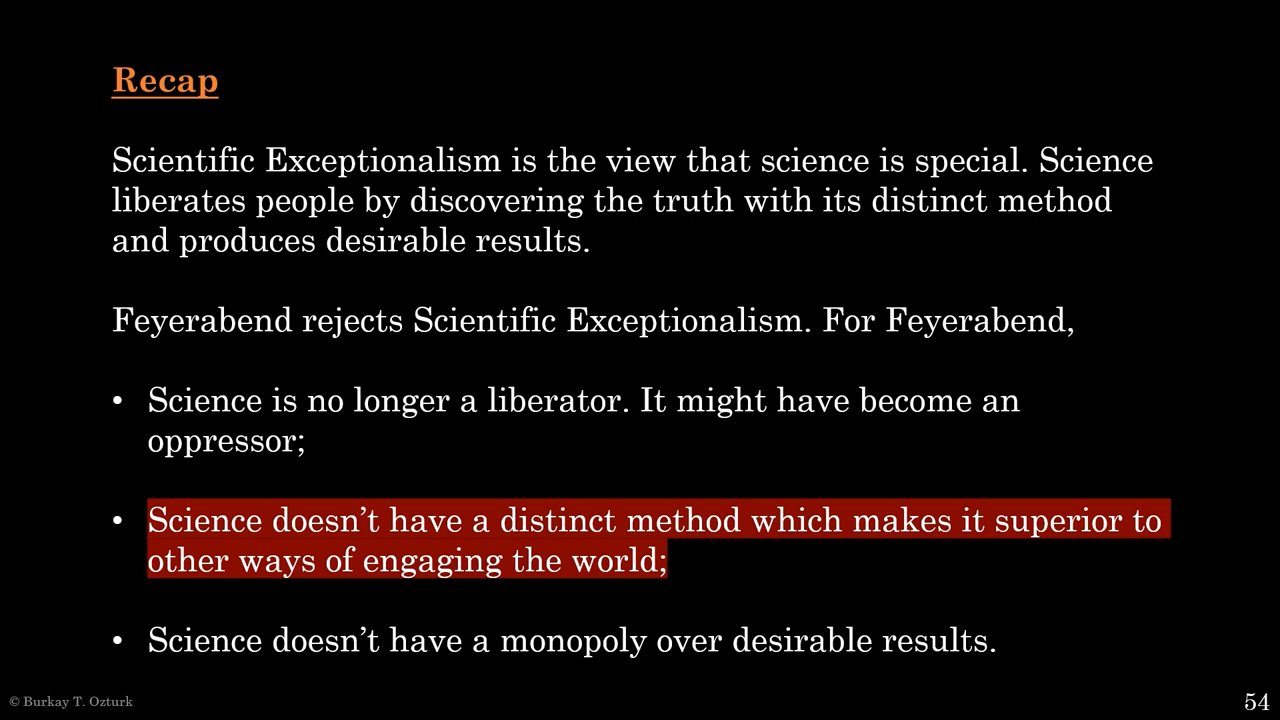 Recap
Scientific Exceptionalism is the view that science is special. Science
liberates people by discovering the truth with its distinct method
and produces desirable results.
Feyerabend rejects Scientific Exceptionalism. For Feyerabend,
• Science is no longer a liberator. It might have become an
oppressor;
• Science doesn’t have a distinct method which makes it superior to
other ways of engaging the world;
• Science doesn’t have a monopoly over desirable results.
© Burkay T. Ozturk
54